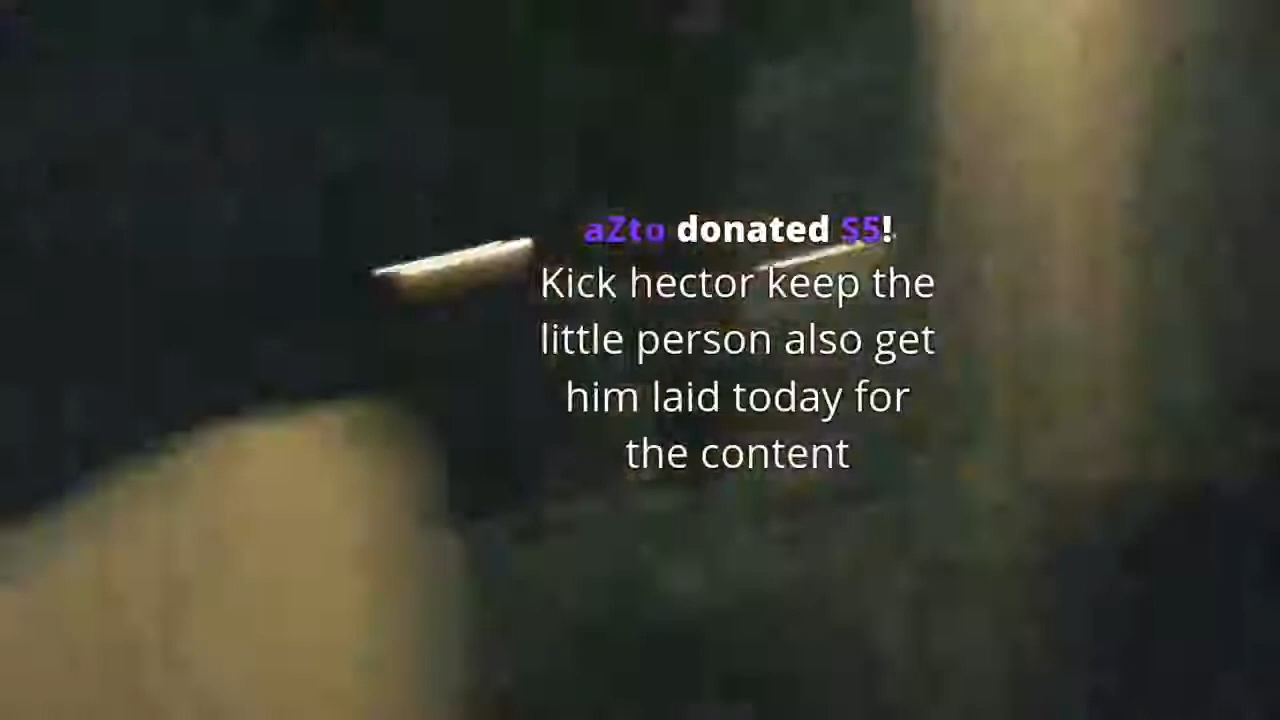 aZto donated $5!
Kick hector keep the
little person also get
him laid today for
the content